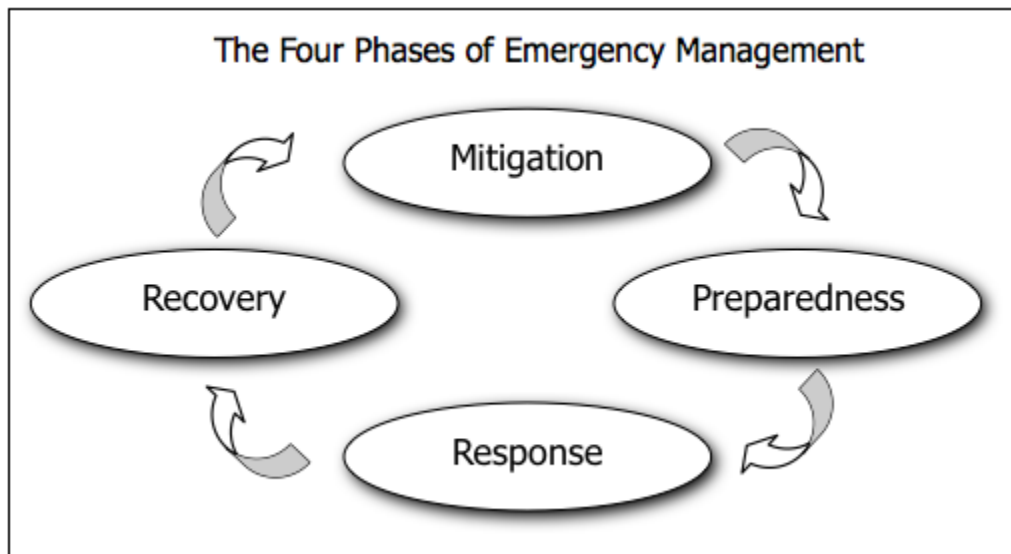 The Four Phases of Emergency Management
Mitigation
Recovery
Preparedness
Response